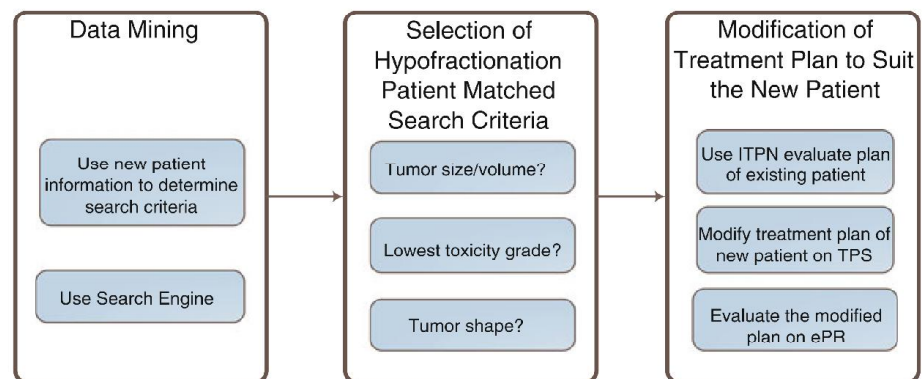 Data Mining
Use new patient
information to determine
search criteria
Use Search Engine
Selection of
Hypofractionation
Patient Matched
Search Criteria
Tumor size/volume?
Lowest toxicity grade?
Tumor shape?
Modification of
Treatment Plan to Suit
the New Patient
Use ITPN evaluate plan
of existing patient
Modify treatment plan of
new patient on TPS
Evaluate the modified
plan on ePR